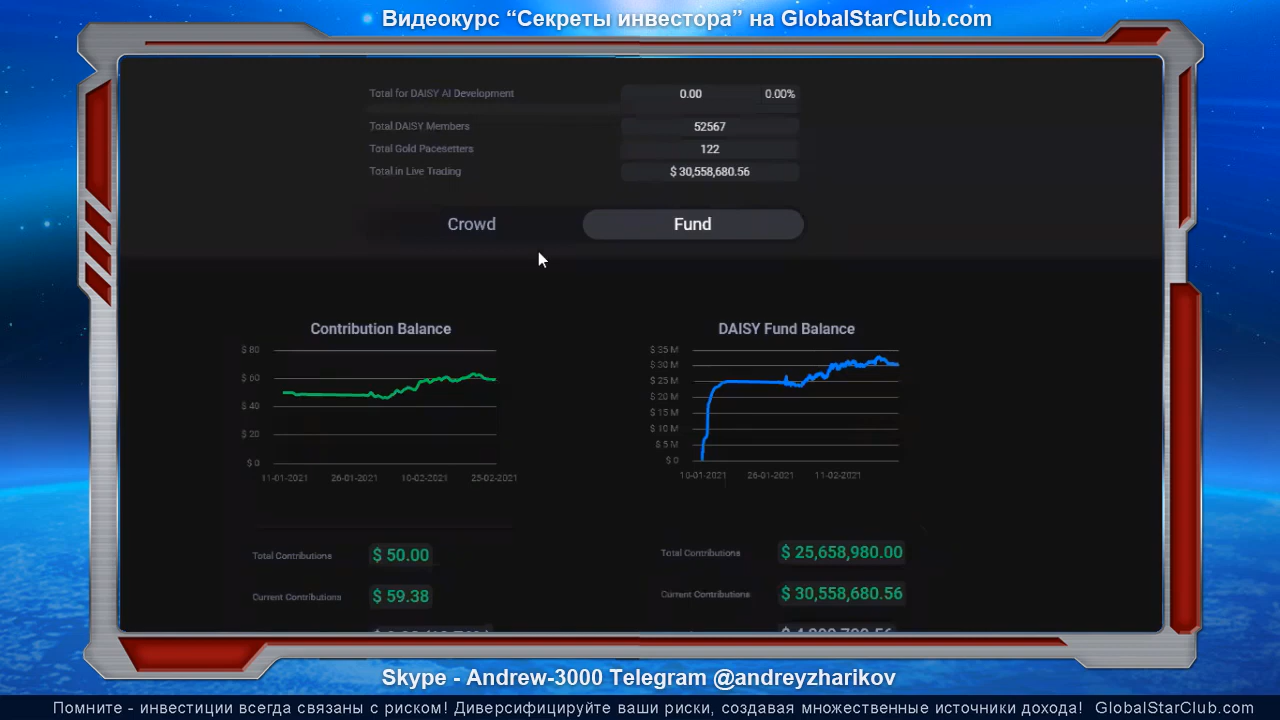 Видеокурс “Секреты инвестора” на GlobalStarClub.com
Total for DAISY AI Development 0.00 0.00%
Total DAISY Members 52567
Total Gold Pacesetters 122
Total in Live Trading $ 30,558,680.56
Crowd Fund
Contribution Balance
$ 80
$ 60
$ 40
$ 20
$ 0
11-01-2021 26-01-2021 10-02-2021 25-02-2021
Total Contributions $ 50.00
Current Contributions $ 59.38
DAISY Fund Balance
$ 35 M
$ 30 M
$ 25 M
$ 20 M
$ 15 M
$ 10 M
$ 5 M
$ 0
10-01-2021 26-01-2021 11-02-2021
Total Contributions $ 25,658,980.00
Current Contributions $ 30,558,680.56
Skype - Andrew-3000 Telegram @andreyzharikov
Помните - инвестиции всегда связаны с риском! Диверсифицируйте ваши риски, создавая множественные источники дохода! GlobalStarClub.com